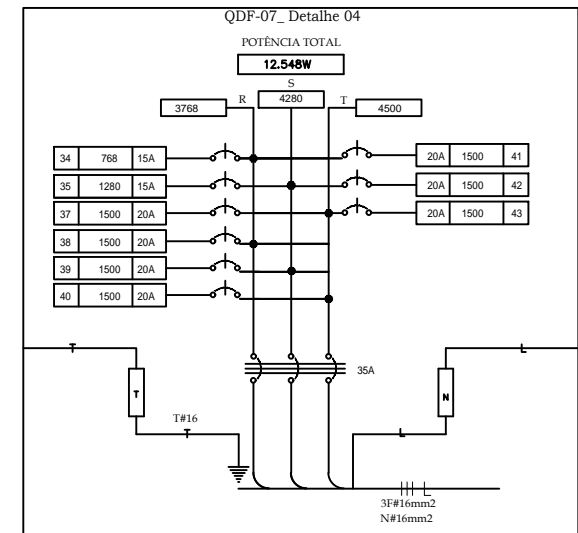 QDF-07_ Detalhe 04
POTÊNCIA TOTAL
12.548W
R S T
3768 4280 4500
34 768 15A
20A 1500 41
35 1280 15A
20A 1500 42
37 1500 20A
20A 1500 43
38 1500 20A
39 1500 20A
40 1500 20A
35A
T
T
N
L
L
T#16
T
L
3F#16mm2
N#16mm2